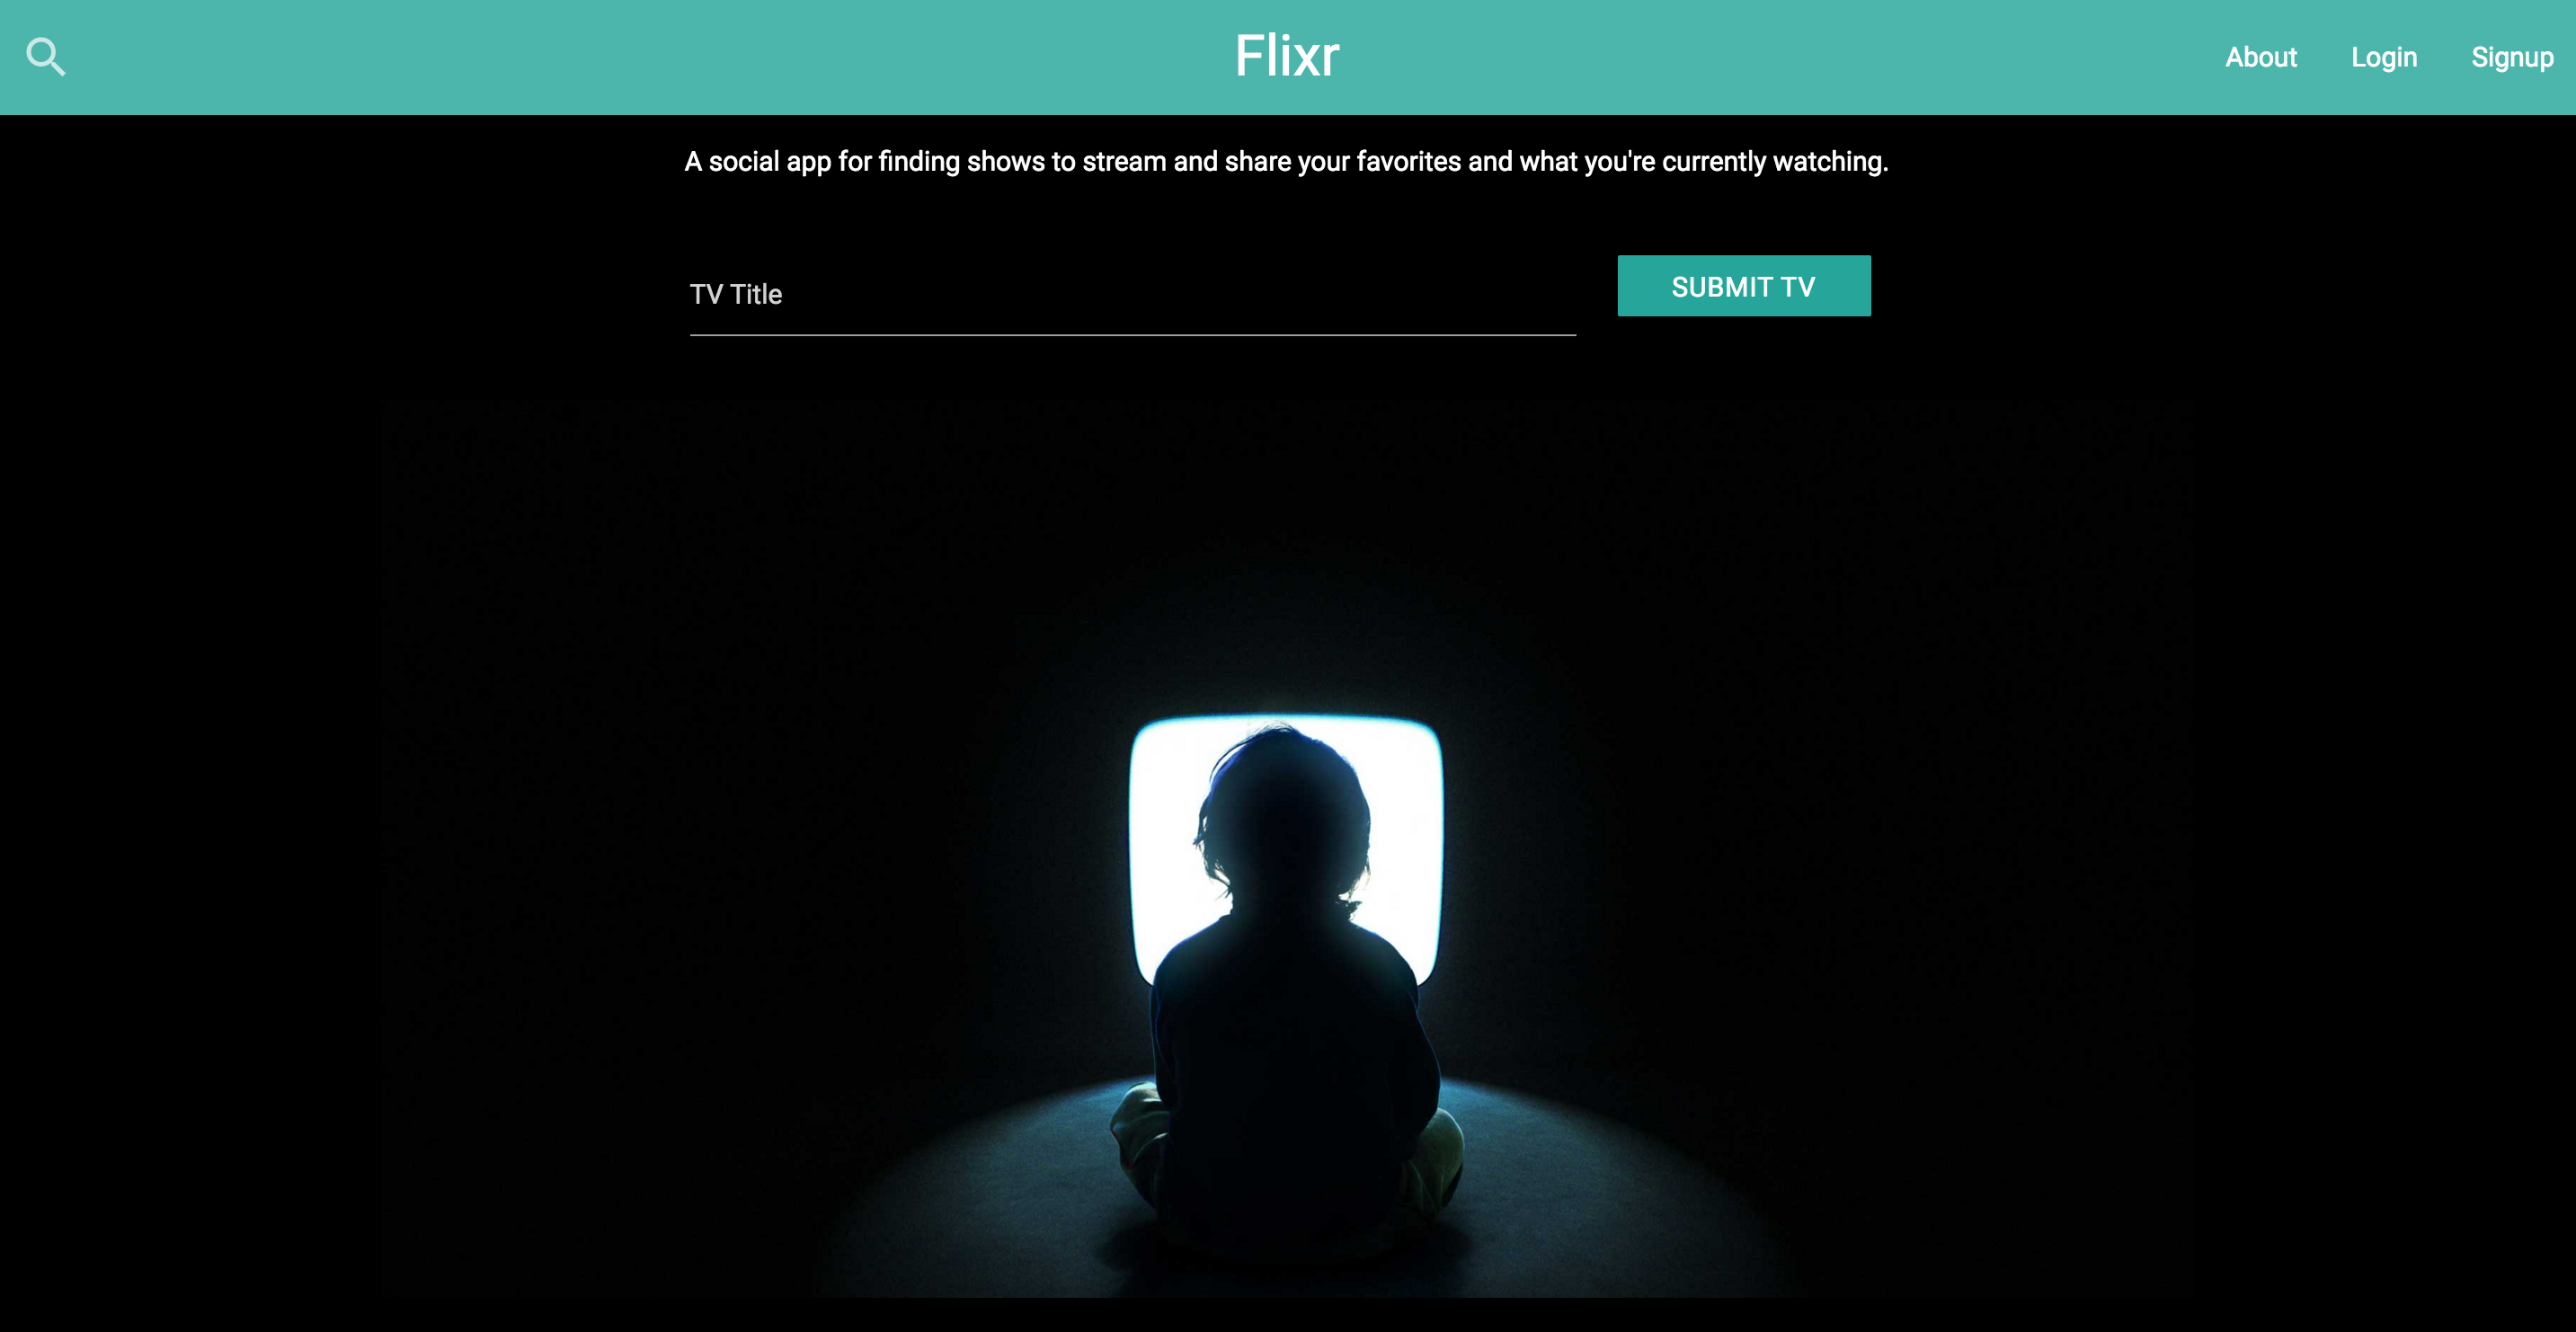 Flixr
About Login Signup
A social app for finding shows to stream and share your favorites and what you're currently watching.
TV Title
SUBMIT TV